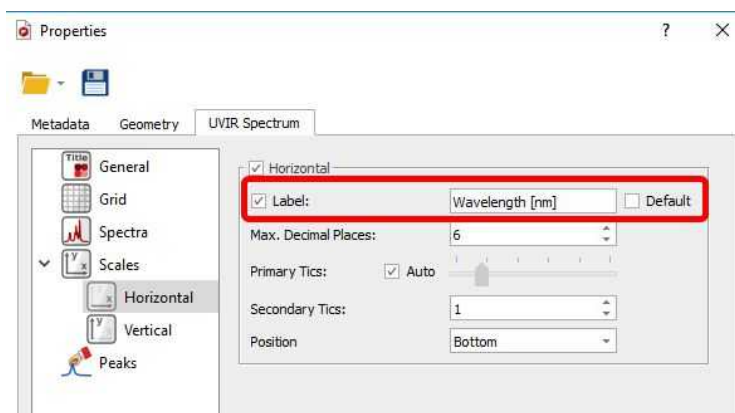 Properties
?
Metadata Geometry UVIR Spectrum
Title General
Grid
Spectra
Y x Scales
x Horizontal
Y Vertical
Peaks
Horizontal
Label: Wavelength [nm] Default
Max. Decimal Places: 6
Primary Tics: Auto
Secondary Tics: 1
Position Bottom